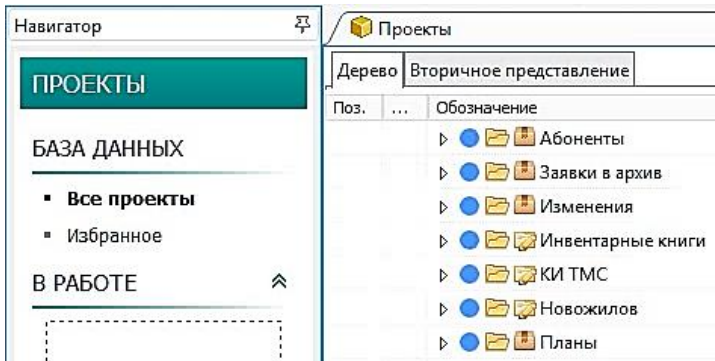 Навигатор
ПРОЕКТЫ
БАЗА ДАННЫХ
Все проекты
Избранное
В РАБОТЕ
Проекты
Дерево Вторичное представление
Поз. ... Обозначение
Абоненты
Заявки в архив
Изменения
Инвентарные книги
КИ ТМС
Новожилов
Планы